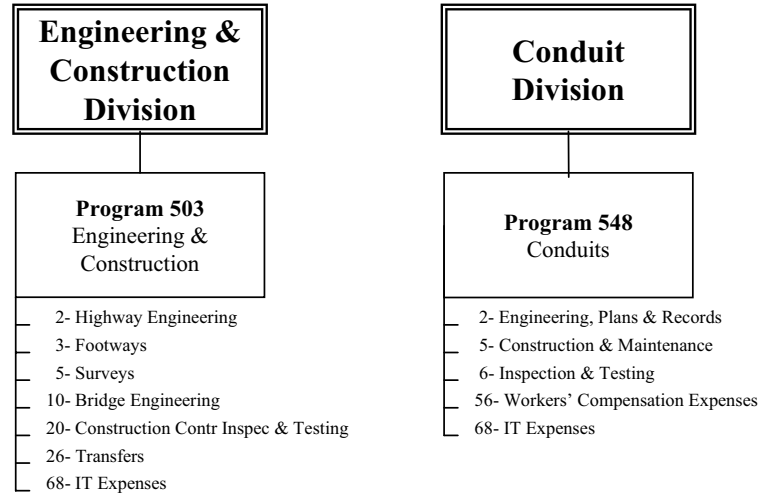 Engineering &
Construction
Division
Program 503
Engineering &
Construction
2- Highway Engineering
3- Footways
5- Surveys
10- Bridge Engineering
20- Construction Contr Inspec & Testing
26- Transfers
68- IT Expenses
Conduit
Division
Program 548
Conduits
2- Engineering, Plans & Records
5- Construction & Maintenance
6- Inspection & Testing
56- Workers’ Compensation Expenses
68- IT Expenses